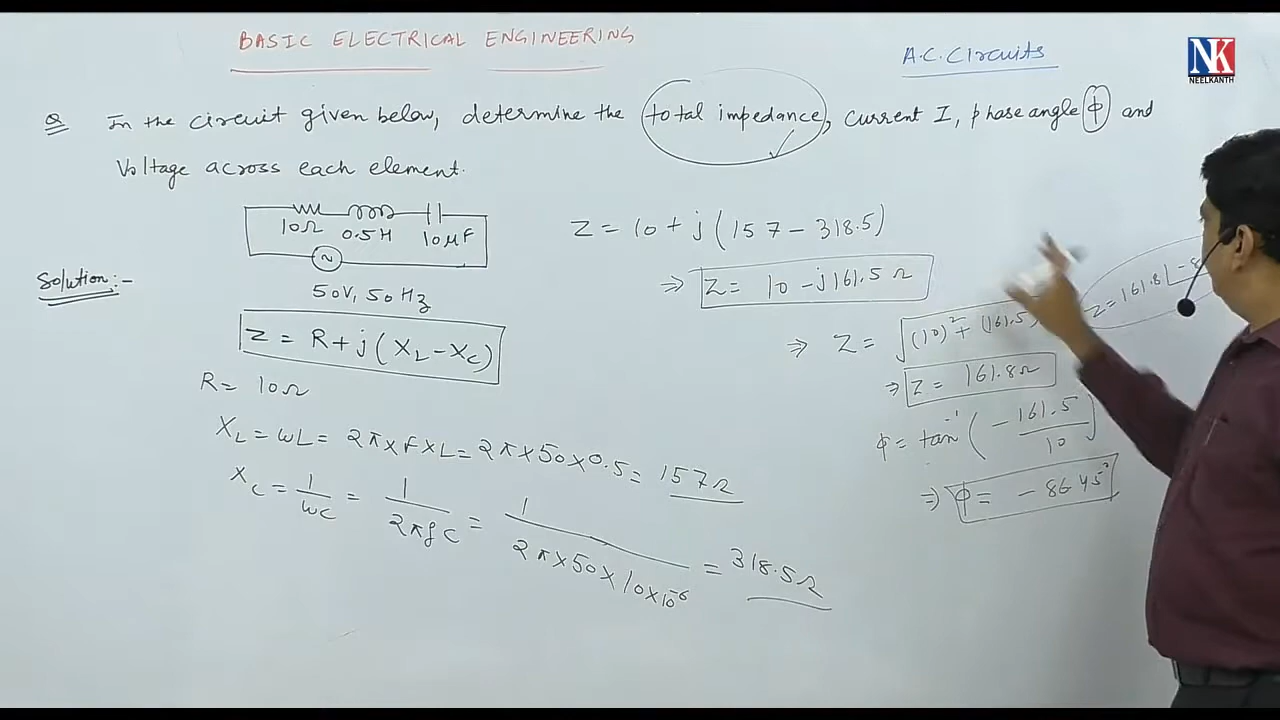 BASIC ELECTRICAL ENGINEERING
A.C. Circuits
NK
NEELKANTH
Q In the circuit given below, determine the total impedance, current I, phase angle ϕ and
Voltage across each element.
10Ω 0.5H 10μF
50V, 50Hz
Solution:-
Z = R+j(XL-XC)
R= 10Ω
XL = ωL = 2π×f×L = 2π×50×0.5 = 157Ω
XC = 1/ωC = 1/2πfC = 1/2π×50×10×10⁻⁶ = 318.5Ω
Z = 10 + j(157-318.5)
⇒ Z= 10-j161.5 Ω
⇒ Z = √(10)²+(161.5)
⇒ Z = 161.8Ω
ϕ = tan⁻¹(-161.5/10)
⇒ ϕ = -86.45°
Z= 161.8∠-8